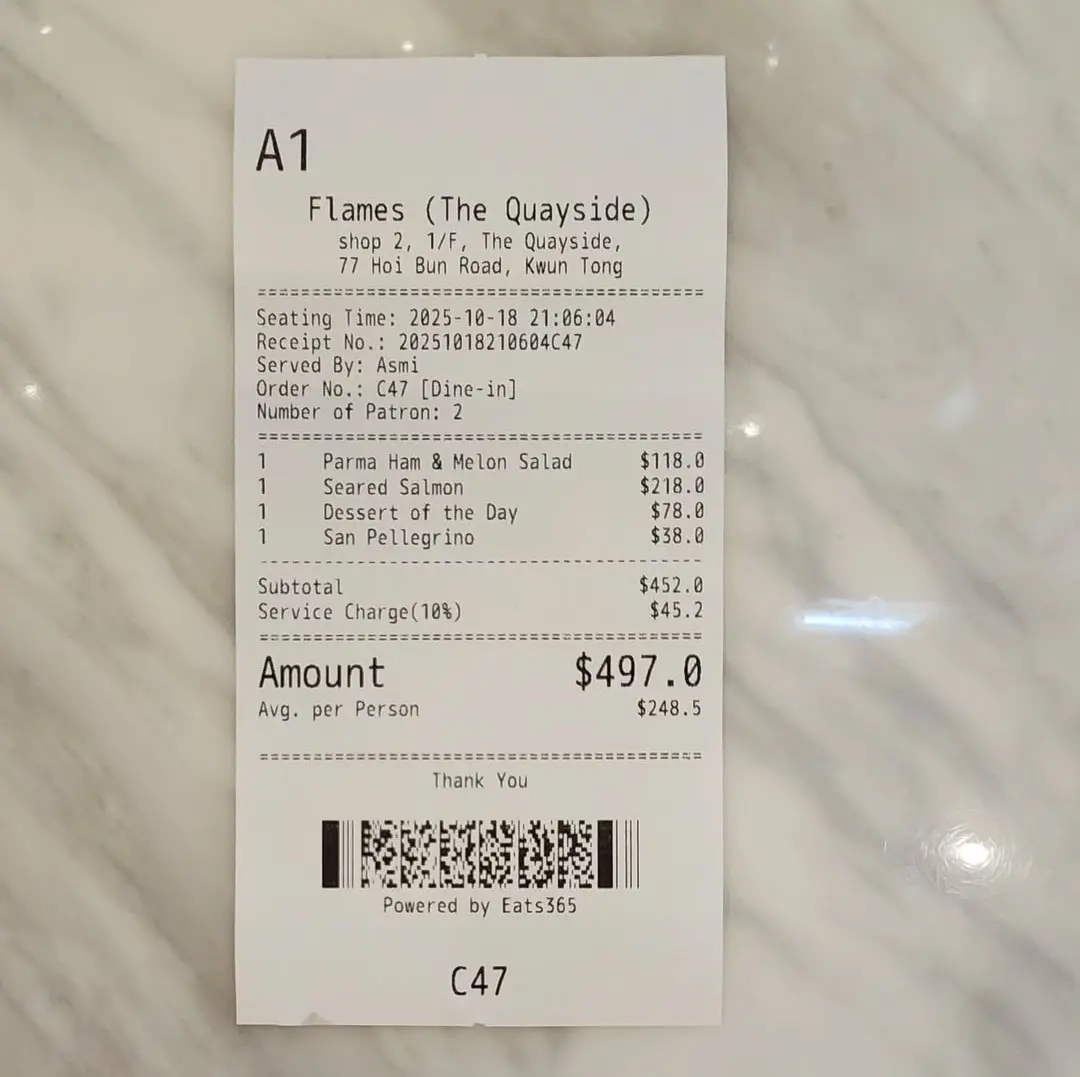 A1
Flames (The Quayside)
shop 2, 1/F, The Quayside,
77 Hoi Bun Road, Kwun Tong
Seating Time: 2025-10-18 21:06:04
Receipt No.: 20251018210604C47
Served By: Asmi
Order No.: C47 [Dine-in]
Number of Patron: 2
1 Parma Ham & Melon Salad $118.0
1 Seared Salmon $218.0
1 Dessert of the Day $78.0
1 San Pellegrino $38.0
Subtotal $452.0
Service Charge(10%) $45.2
Amount $497.0
Avg. per Person $248.5
Thank You
Powered by Eats365
C47